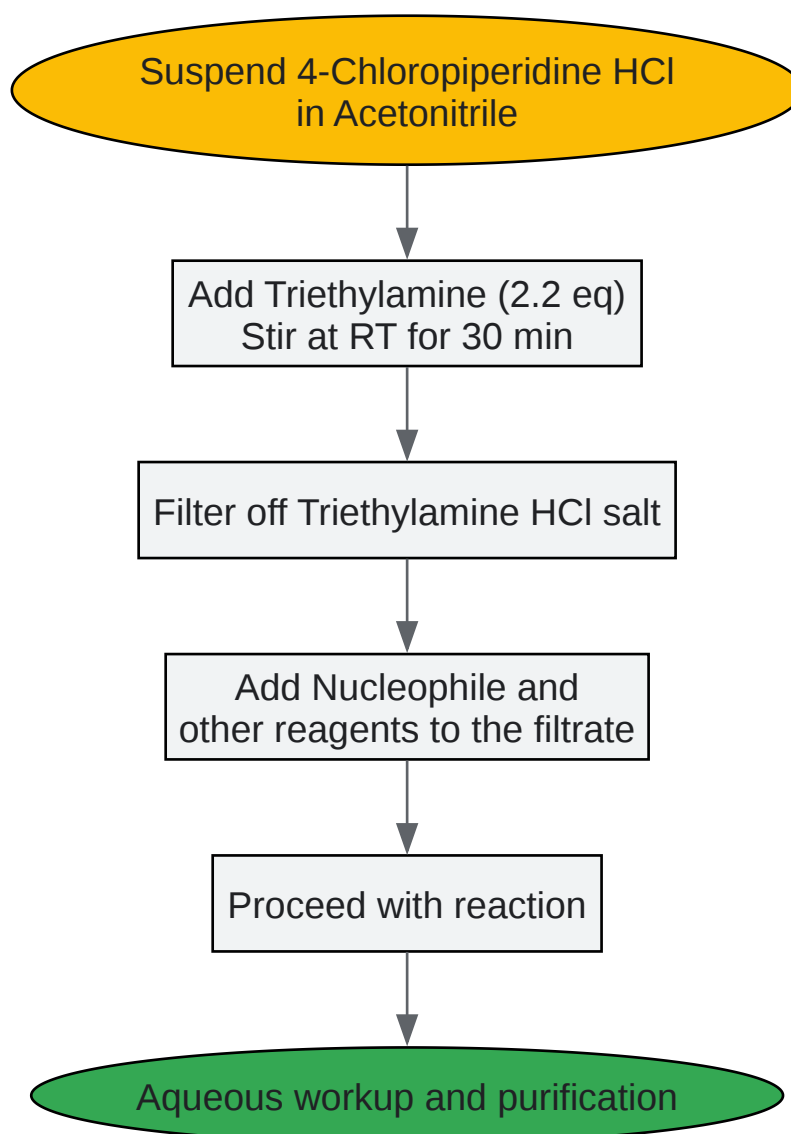 Suspend 4-Chloropiperidine HCl
in Acetonitrile
Add Triethylamine (2.2 eq)
Stir at RT for 30 min
Filter off Triethylamine HCl salt
Add Nucleophile and
other reagents to the filtrate
Proceed with reaction
Aqueous workup and purification